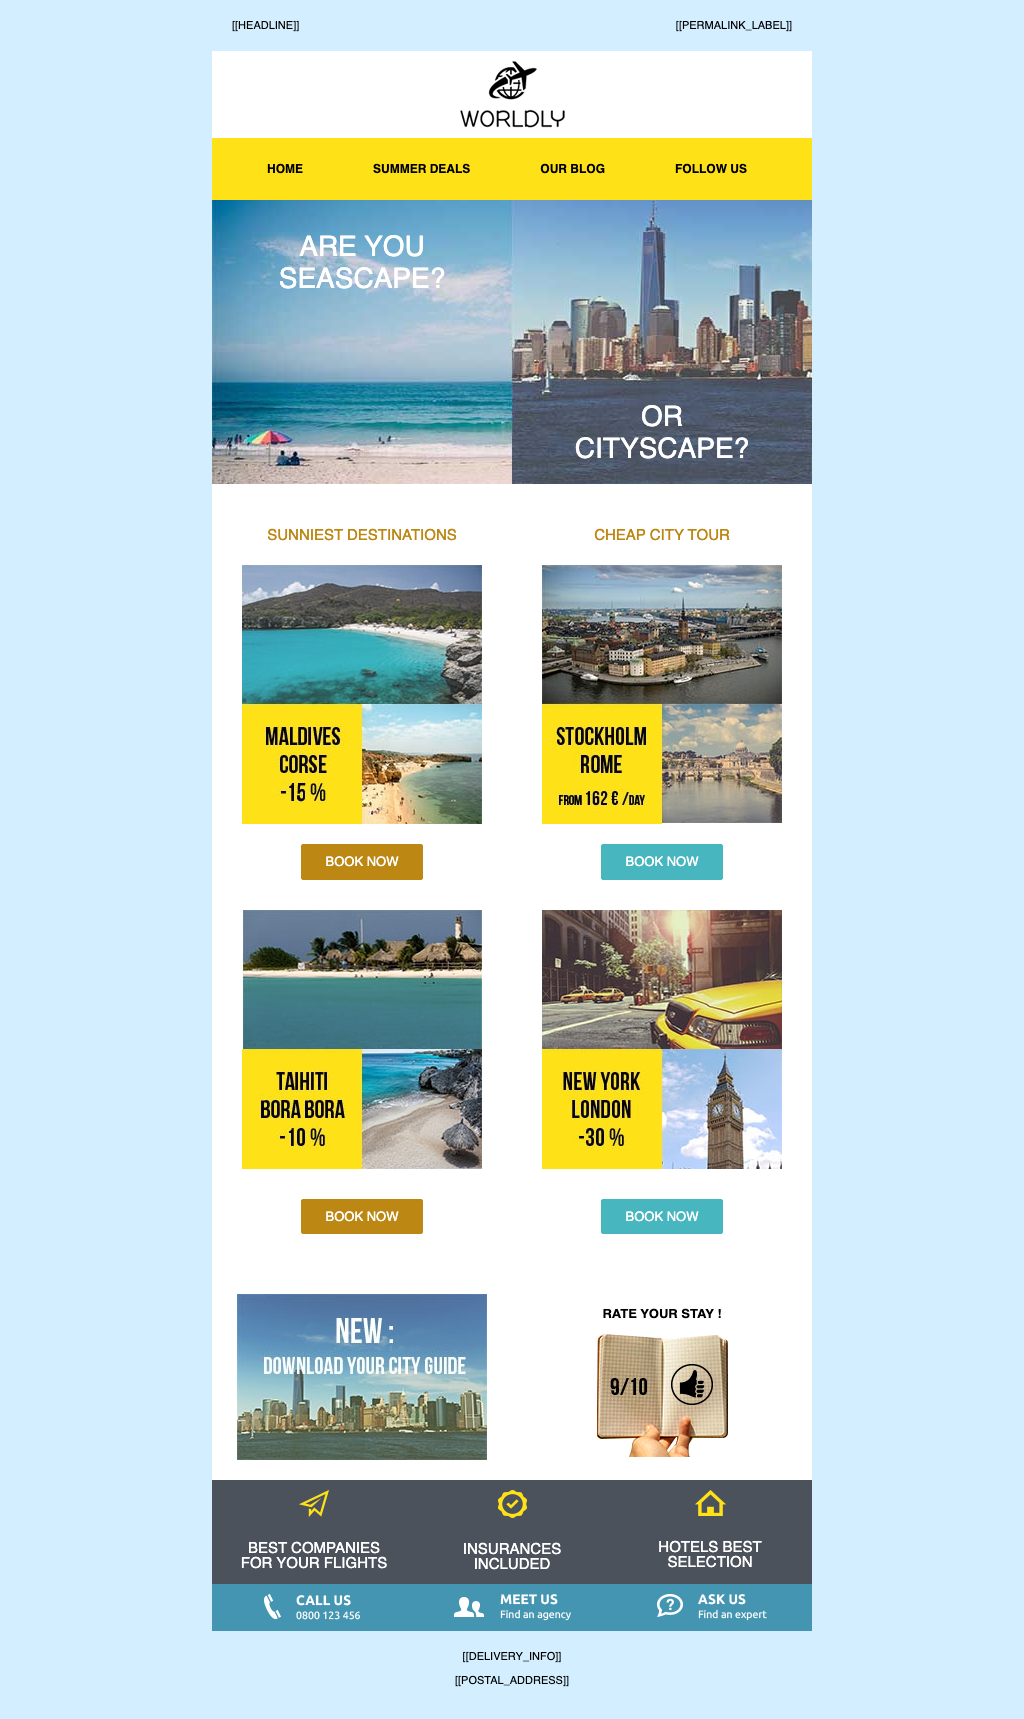 [[HEADLINE]]
[[PERMALINK_LABEL]]
WORLDLY
HOME
SUMMER DEALS
OUR BLOG
FOLLOW US
ARE YOU
SEASCAPE?
OR
CITYSCAPE?
SUNNIEST DESTINATIONS
CHEAP CITY TOUR
MALDIVES
CORSE
-15 %
STOCKHOLM
ROME
FROM 162 € /DAY
BOOK NOW
BOOK NOW
TAIHITI
BORA BORA
-10 %
NEW YORK
LONDON
-30 %
BOOK NOW
BOOK NOW
NEW :
DOWNLOAD YOUR CITY GUIDE
RATE YOUR STAY !
9/10
BEST COMPANIES
FOR YOUR FLIGHTS
INSURANCES
INCLUDED
HOTELS BEST
SELECTION
CALL US
0800 123 456
MEET US
Find an agency
ASK US
Find an expert
[[DELIVERY_INFO]]
[[POSTAL_ADDRESS]]